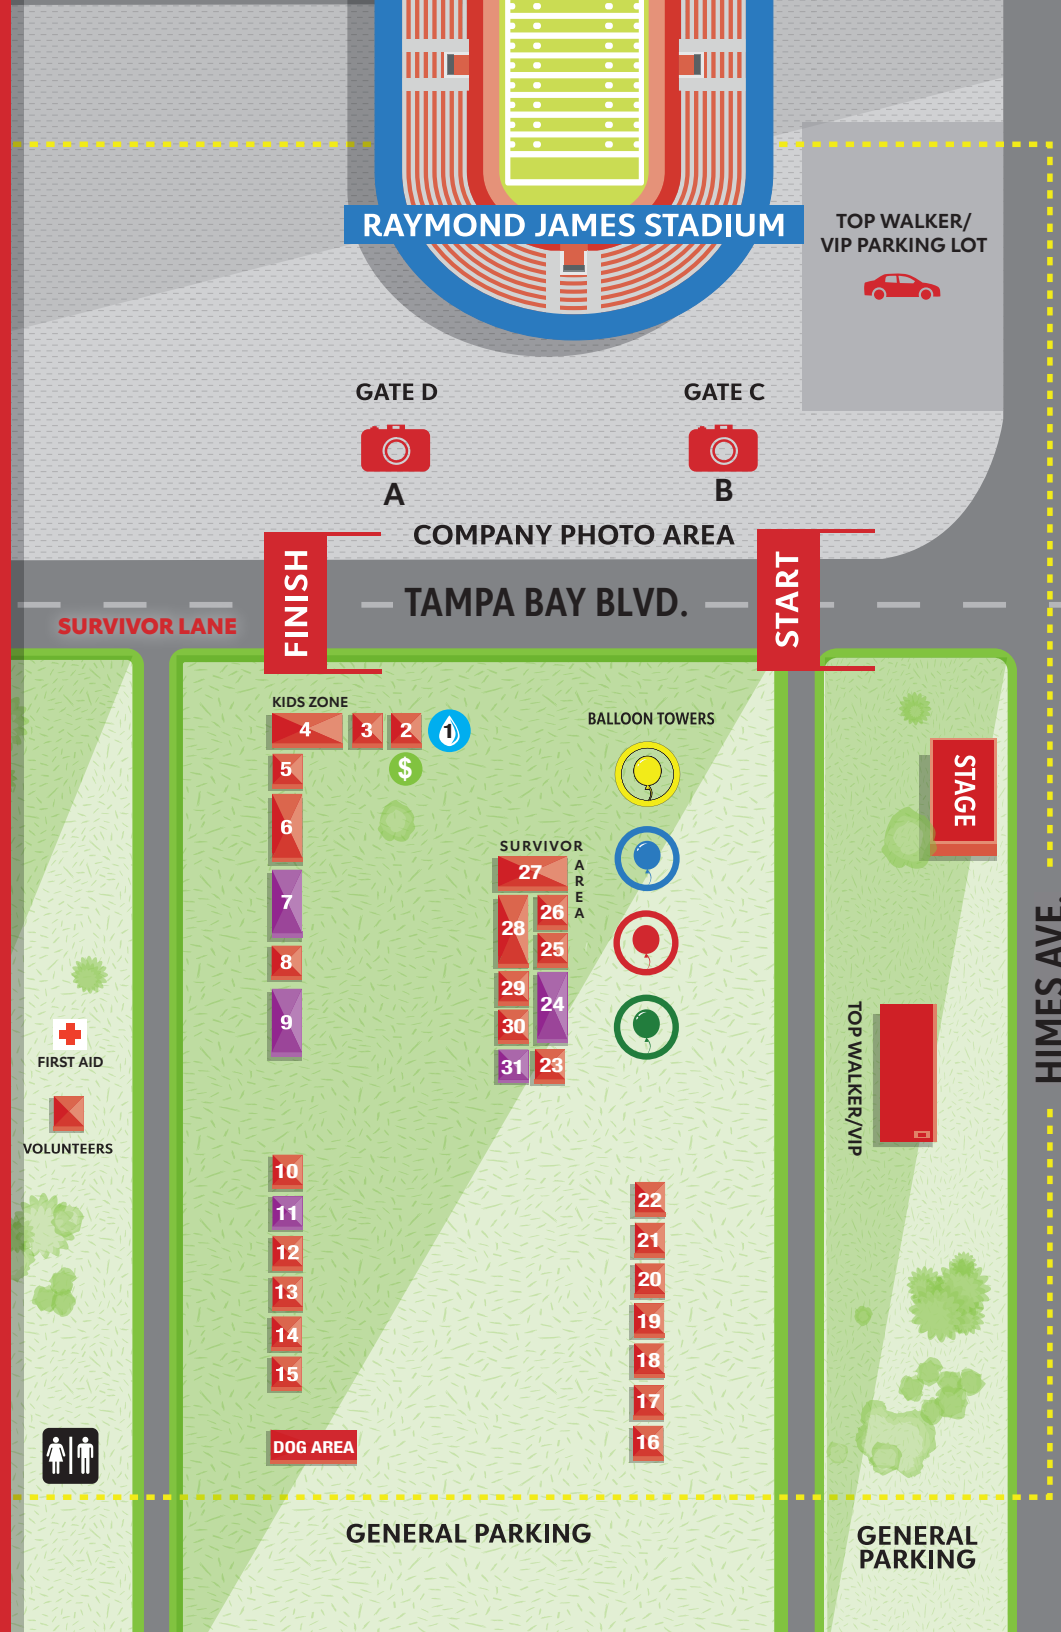 RAYMOND JAMES STADIUM
TOP WALKER/
VIP PARKING LOT
GATE D
GATE C
A
B
COMPANY PHOTO AREA
FINISH
START
TAMPA BAY BLVD.
SURVIVOR LANE
KIDS ZONE
4
3
2
1
$
5
6
7
8
9
BALLOON TOWERS
SURVIVOR
AREA
27
28
26
25
29
24
30
31
23
STAGE
HIMES AVE.
TOP WALKER/VIP
FIRST AID
VOLUNTEERS
10
11
12
13
14
15
22
21
20
19
18
17
16
DOG AREA
GENERAL PARKING
GENERAL
PARKING